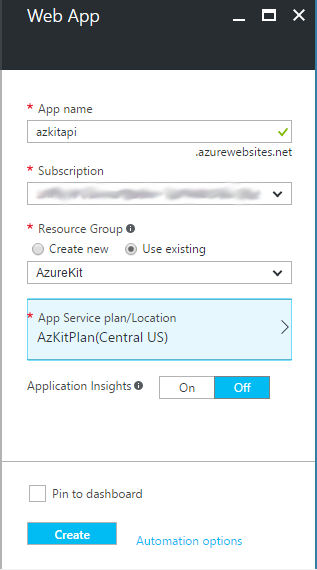 Web App
* App name
azkitapi
.azurewebsites.net
* Subscription
* Resource Group
Create new Use existing
AzureKit
* App Service plan/Location
AzKitPlan(Central US)
Application Insights On Off
Pin to dashboard
Create Automation options